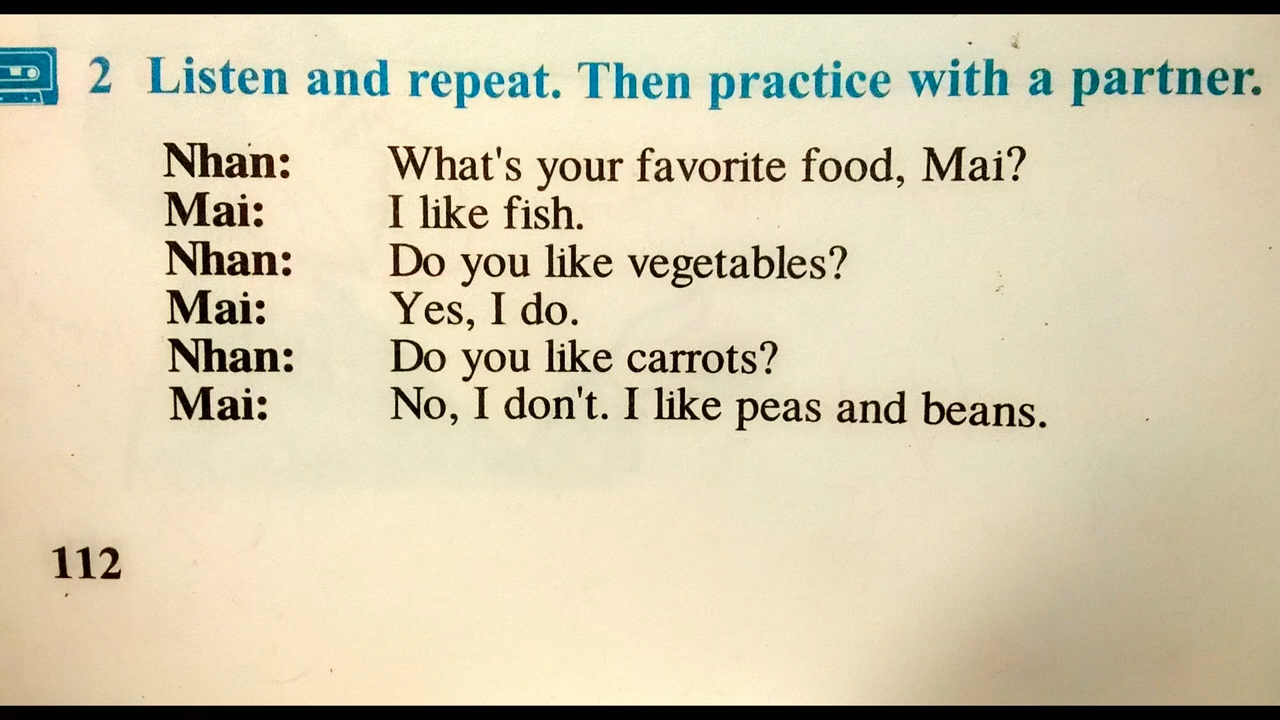 2 Listen and repeat. Then practice with a partner.
Nhan: What's your favorite food, Mai?
Mai: I like fish.
Nhan: Do you like vegetables?
Mai: Yes, I do.
Nhan: Do you like carrots?
Mai: No, I don't. I like peas and beans.
112